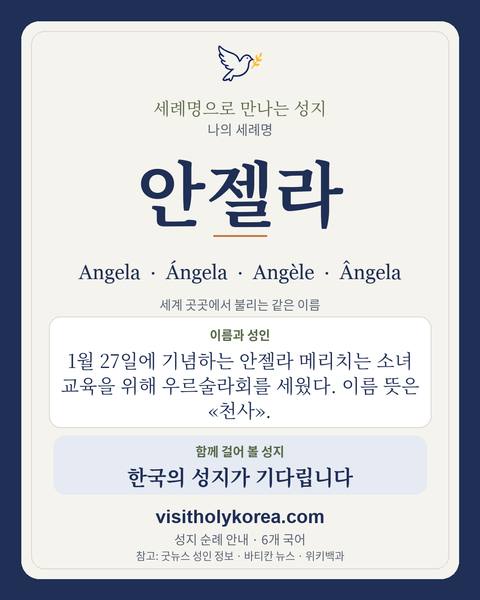 세례명으로 만나는 성지
나의 세례명
안젤라
Angela · Ángela · Angèle · Ângela
세계 곳곳에서 불리는 같은 이름
이름과 성인
1월 27일에 기념하는 안젤라 메리치는 소녀
교육을 위해 우르술라회를 세웠다. 이름 뜻은
«천사».
함께 걸어 볼 성지
한국의 성지가 기다립니다
visitholykorea.com
성지 순례 안내 · 6개 국어
참고: 굿뉴스 성인 정보 · 바티칸 뉴스 · 위키백과